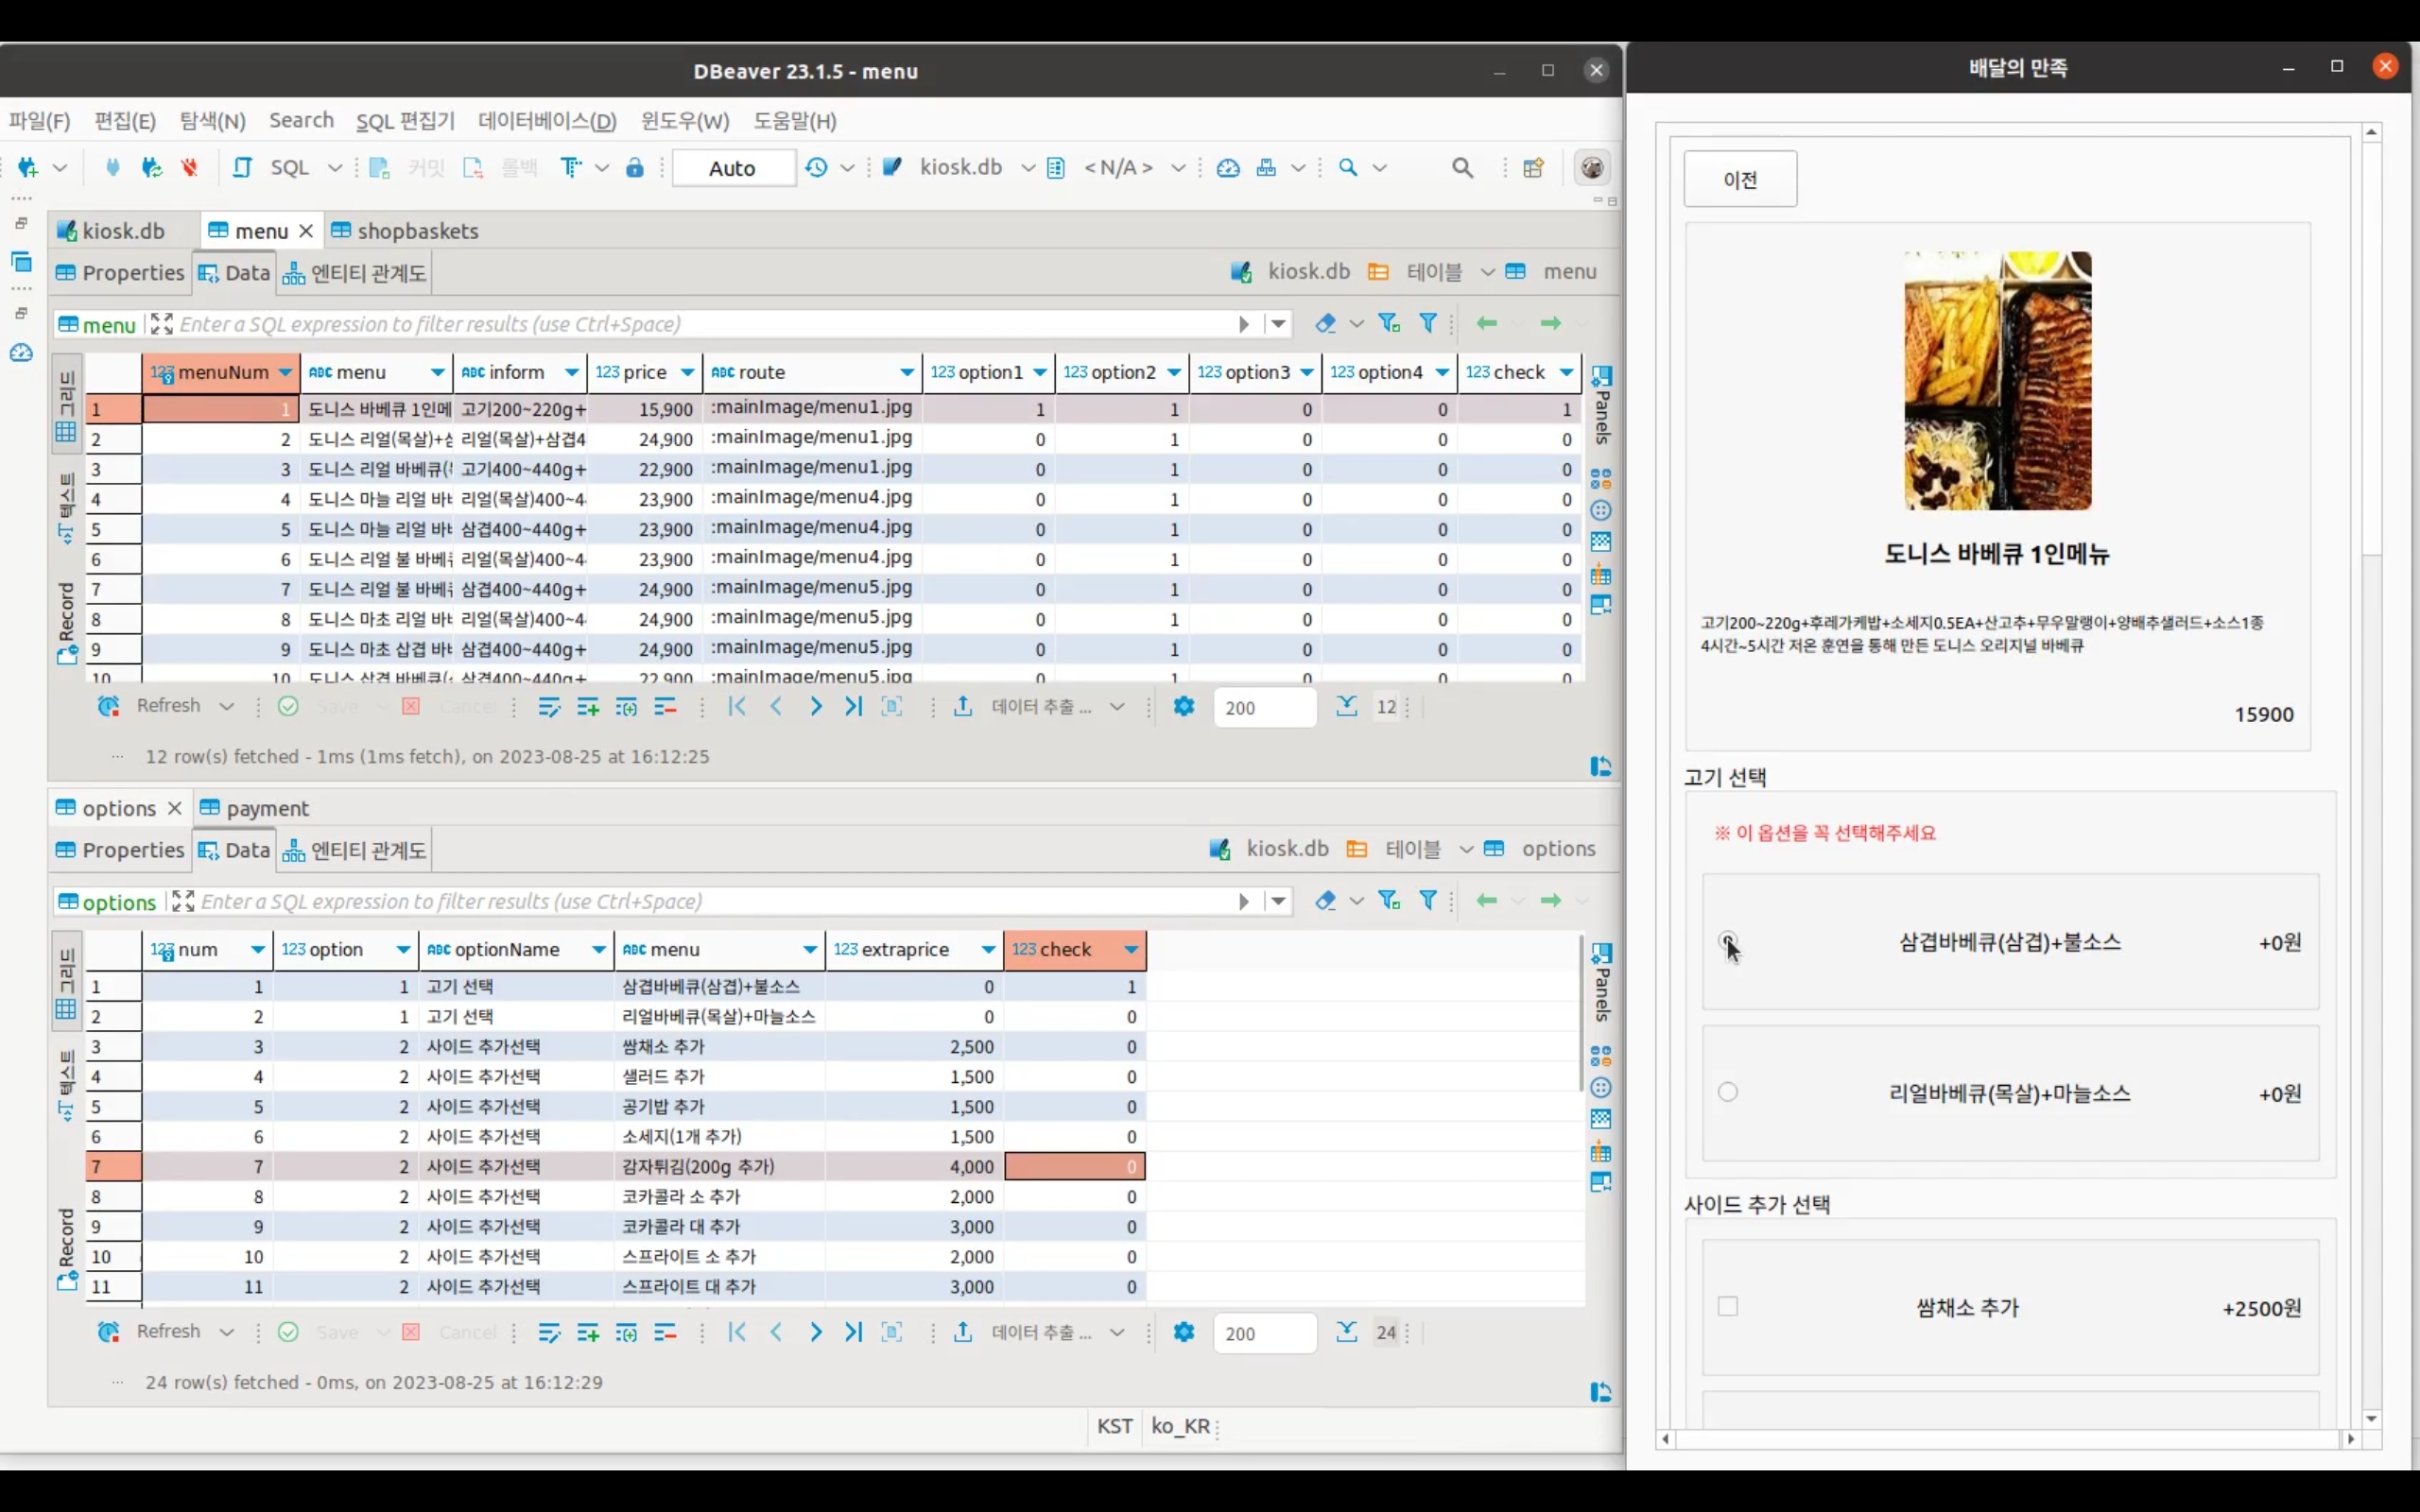 DBeaver 23.1.5 - menu
파일(F) 편집(E) 탐색(N) Search SQL 편집기 데이터베이스(D) 윈도우(W) 도움말(H)
SQL 커밋 롤백 Auto kiosk.db <N/A>
kiosk.db menu shopbaskets
Properties Data 엔티티 관계도 kiosk.db 테이블 menu
menu Enter a SQL expression to filter results (use Ctrl+Space)
그리드
텍스트
Record
Panels
123 menuNum ABC menu ABC inform 123 price ABC route 123 option1 123 option2 123 option3 123 option4 123 check
1 1 도니스 바베큐 1인메 고기200~220g+ 15,900 :mainImage/menu1.jpg 1 1 0 0 1
2 2 도니스 리얼(목살)+ 리얼(목살)+삼겹4 24,900 :mainImage/menu1.jpg 0 1 0 0 0
3 3 도니스 리얼 바베큐( 고기400~440g+ 22,900 :mainImage/menu1.jpg 0 1 0 0 0
4 4 도니스 마늘 리얼 바 리얼(목살)400~4 23,900 :mainImage/menu4.jpg 0 1 0 0 0
5 5 도니스 마늘 리얼 바 삼겹400~440g+ 23,900 :mainImage/menu4.jpg 0 1 0 0 0
6 6 도니스 리얼 불 바베 리얼(목살)400~4 23,900 :mainImage/menu4.jpg 0 1 0 0 0
7 7 도니스 리얼 불 바베 삼겹400~440g+ 24,900 :mainImage/menu5.jpg 0 1 0 0 0
8 8 도니스 마초 리얼 바 리얼(목살)400~4 24,900 :mainImage/menu5.jpg 0 1 0 0 0
9 9 도니스 마초 삼겹 바 삼겹400~440g+ 24,900 :mainImage/menu5.jpg 0 1 0 0 0
10 10 도니스 삼겹 바베큐( 삼겹400~440g+ 22,900 :mainImage/menu5.jpg 0 1 0 0 0
Refresh Save Cancel 데이터 추출 ... 200 12
... 12 row(s) fetched - 1ms (1ms fetch), on 2023-08-25 at 16:12:25
options payment
Properties Data 엔티티 관계도 kiosk.db 테이블 options
options Enter a SQL expression to filter results (use Ctrl+Space)
그리드
텍스트
Record
Panels
123 num 123 option ABC optionName ABC menu 123 extraprice 123 check
1 1 1 고기 선택 삼겹바베큐(삼겹)+불소스 0 1
2 2 1 고기 선택 리얼바베큐(목살)+마늘소스 0 0
3 3 2 사이드 추가선택 쌈채소 추가 2,500 0
4 4 2 사이드 추가선택 샐러드 추가 1,500 0
5 5 2 사이드 추가선택 공기밥 추가 1,500 0
6 6 2 사이드 추가선택 소세지(1개 추가) 1,500 0
7 7 2 사이드 추가선택 감자튀김(200g 추가) 4,000 0
8 8 2 사이드 추가선택 코카콜라 소 추가 2,000 0
9 9 2 사이드 추가선택 코카콜라 대 추가 3,000 0
10 10 2 사이드 추가선택 스프라이트 소 추가 2,000 0
11 11 2 사이드 추가선택 스프라이트 대 추가 3,000 0
Refresh Save Cancel 데이터 추출 ... 200 24
... 24 row(s) fetched - 0ms, on 2023-08-25 at 16:12:29
KST ko_KR
배달의 만족
이전
도니스 바베큐 1인메뉴
고기200~220g+후레가케밥+소세지0.5EA+산고추+무우말랭이+양배추샐러드+소스1종
4시간~5시간 저온 훈연을 통해 만든 도니스 오리지널 바베큐
15900
고기 선택
※ 이 옵션을 꼭 선택해주세요
삼겹바베큐(삼겹)+불소스 +0원
리얼바베큐(목살)+마늘소스 +0원
사이드 추가 선택
쌈채소 추가 +2500원